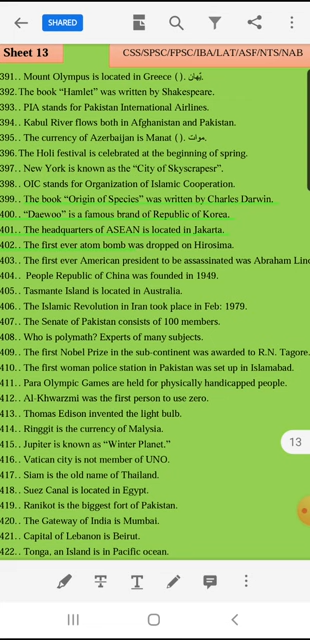 SHARED
Sheet 13
CSS/SPSC/FPSC/IBA/LAT/ASF/NTS/NAB
391. . Mount Olympus is located in Greece ( ). یُنان.
392. The book “Hamlet” was written by Shakespeare.
393. . PIA stands for Pakistan International Airlines.
394. . Kabul River flows both in Afghanistan and Pakistan.
395. . The currency of Azerbaijan is Manat ( ).
396. The Holi festival is celebrated at the beginning of spring.
397. . New York is known as the “City of Skyscrapesr”.
398. . OIC stands for Organization of Islamic Cooperation.
399. . The book “Origin of Species” was written by Charles Darwin.
400. . “Daewoo” is a famous brand of Republic of Korea.
401. . The headquarters of ASEAN is located in Jakarta.
402. . The first ever atom bomb was dropped on Hirosima.
403. . The first ever American president to be assassinated was Abraham Linc
404. . People Republic of China was founded in 1949.
405. . Tasmante Island is located in Australia.
406. . The Islamic Revolution in Iran took place in Feb: 1979.
407. . The Senate of Pakistan consists of 100 members.
408. . Who is polymath? Experts of many subjects.
409. . The first Nobel Prize in the sub-continent was awarded to R.N. Tagore.
410. . The first woman police station in Pakistan was set up in Islamabad.
411. . Para Olympic Games are held for physically handicapped people.
412. . Al-Khwarzmi was the first person to use zero.
413. . Thomas Edison invented the light bulb.
414. . Ringgit is the currency of Malysia.
415. . Jupiter is known as “Winter Planet.”
416. . Vatican city is not member of UNO.
417. . Siam is the old name of Thailand.
418. . Suez Canal is located in Egypt.
419. . Ranikot is the biggest fort of Pakistan.
420. . The Gateway of India is Mumbai.
421. . Capital of Lebanon is Beirut.
422. . Tonga, an Island is in Pacific ocean.
13